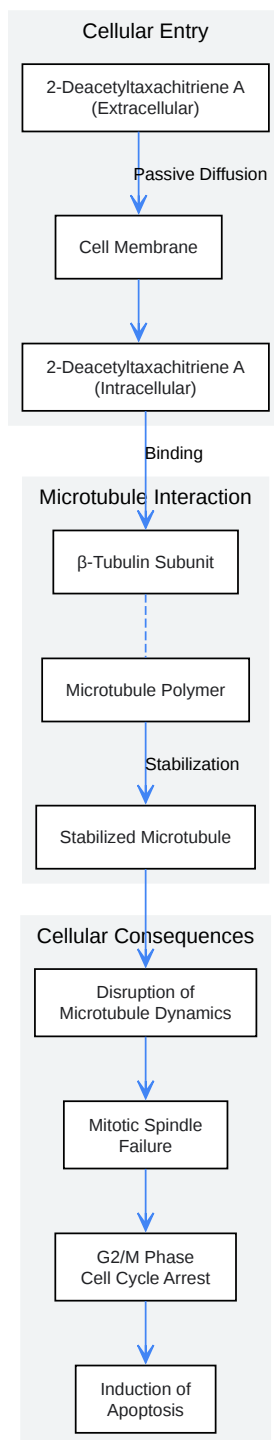 Cellular Entry
2-Deacetyltaxachitriene A
(Extracellular)
Passive Diffusion
Cell Membrane
2-Deacetyltaxachitriene A
(Intracellular)
Binding
Microtubule Interaction
β-Tubulin Subunit
Microtubule Polymer
Stabilization
Stabilized Microtubule
Cellular Consequences
Disruption of
Microtubule Dynamics
Mitotic Spindle
Failure
G2/M Phase
Cell Cycle Arrest
Induction of
Apoptosis